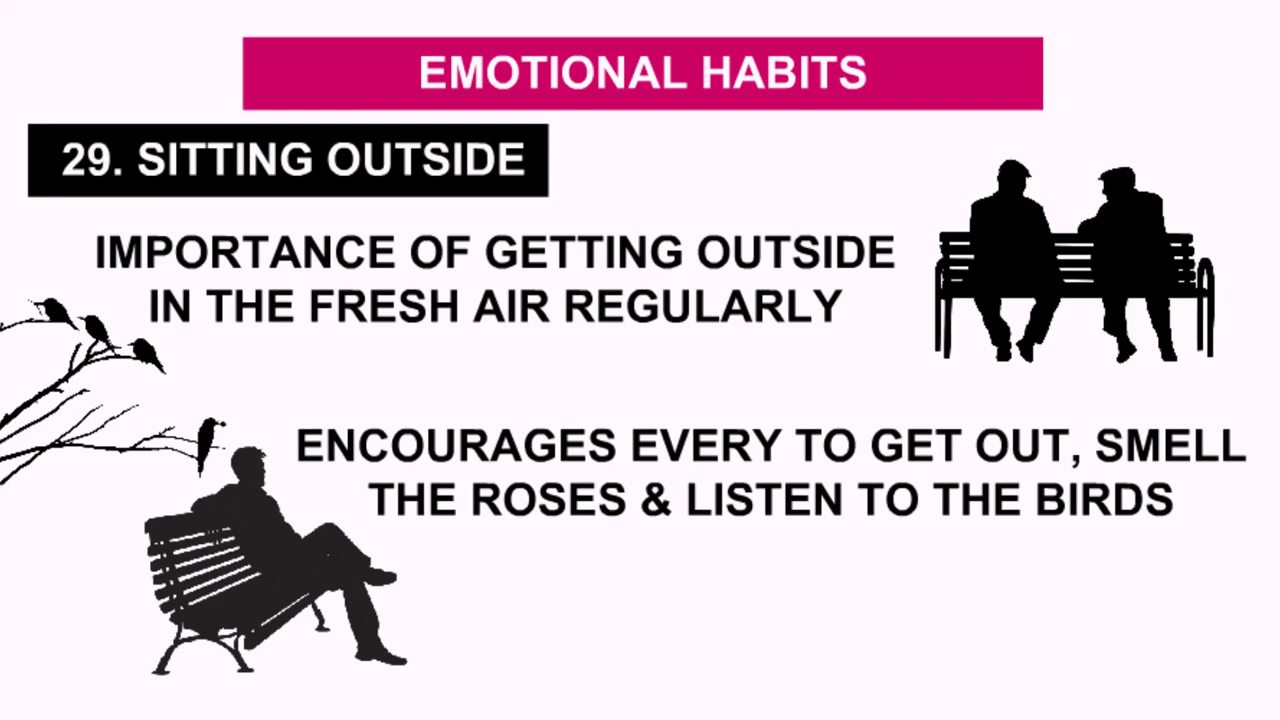 EMOTIONAL HABITS
29. SITTING OUTSIDE
IMPORTANCE OF GETTING OUTSIDE
IN THE FRESH AIR REGULARLY
ENCOURAGES EVERY TO GET OUT, SMELL
THE ROSES & LISTEN TO THE BIRDS